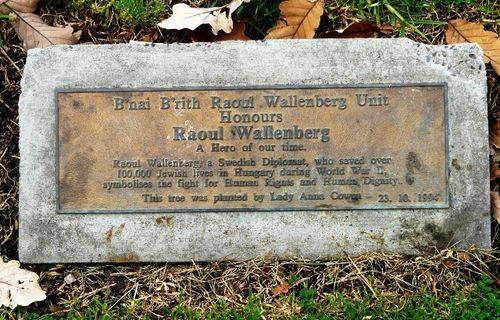 B'nai B'rith Raoul Wallenberg Unit
Honours
Raoul Wallenberg
A Hero of our time.
Raoul Wallenberg, a Swedish Diplomat, who saved over
100,000 Jewish lives in Hungary during World War II,
symbolises the fight for Human Rights and Human Dignity.
This tree was planted by Lady Anna Cowen 23. 10. 1994